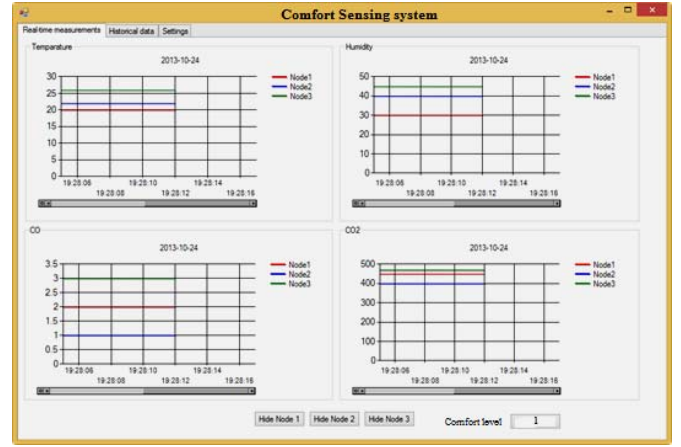 Comfort Sensing system
Real-time measurements Historical data Settings
Temparature
2013-10-24
30
25
20
15
10
5
0
19:28:06 19:28:10 19:28:14
19:28:08 19:28:12 19:28:16
Node1
Node2
Node3
Humidity
2013-10-24
50
40
30
20
10
0
19:28:06 19:28:10 19:28:14
19:28:08 19:28:12 19:28:16
Node1
Node2
Node3
CO
2013-10-24
3.5
3
2.5
2
1.5
1
0.5
0
19:28:06 19:28:10 19:28:14
19:28:08 19:28:12 19:28:16
Node1
Node2
Node3
CO2
2013-10-24
500
400
300
200
100
0
19:28:06 19:28:10 19:28:14
19:28:08 19:28:12 19:28:16
Node1
Node2
Node3
Hide Node 1 Hide Node 2 Hide Node 3 Comfort level 1